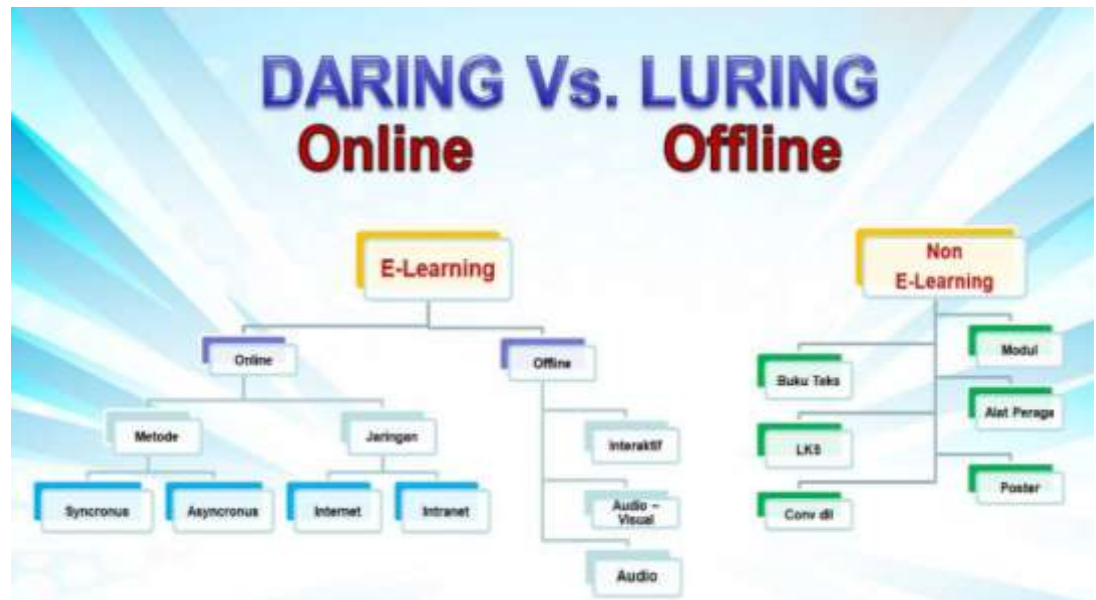 DARING Vs. LURING
Online Offline
E-Learning
Online
Offline
Metode
Jaringan
Syncronus
Asyncronus
Internet
Intranet
Interaktif
Audio –
Visual
Audio
Non
E-Learning
Modul
Buku Teks
Alat Peraga
LKS
Poster
Conv dll